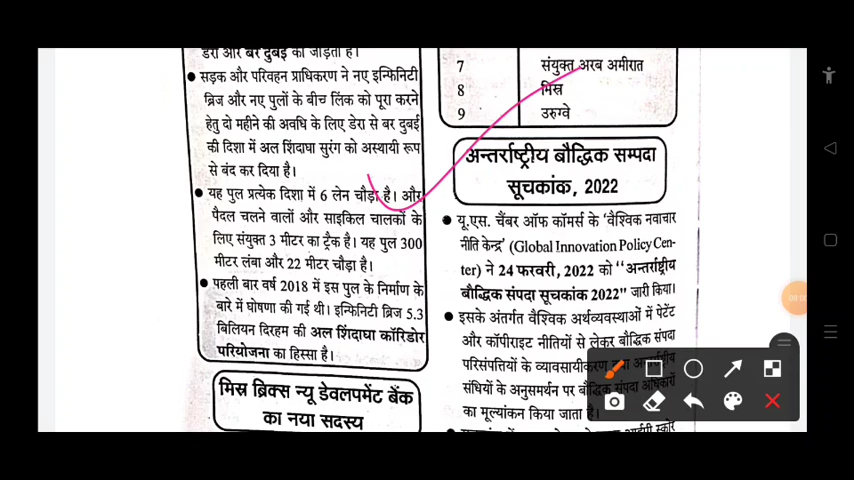 डेरा और बर दुबई को जोड़ता है।
सड़क और परिवहन प्राधिकरण ने नए इन्फिनिटी
ब्रिज और नए पुलों के बीच लिंक को पूरा करने
हेतु दो महीने की अवधि के लिए डेरा से बर दुबई
की दिशा में अल शिंदाघा सुरंग को अस्थायी रूप
से बंद कर दिया है।
यह पुल प्रत्येक दिशा में 6 लेन चौड़ा है। और
पैदल चलने वालों और साइकिल चालकों के
लिए संयुक्त 3 मीटर का ट्रैक है। यह पुल 300
मीटर लंबा और 22 मीटर चौड़ा है।
पहली बार वर्ष 2018 में इस पुल के निर्माण के
बारे में घोषणा की गई थी। इन्फिनिटी ब्रिज 5.3
बिलियन दिरहम की अल शिंदाघा कॉरिडोर
परियोजना का हिस्सा है।
मिस्र ब्रिक्स न्यू डेवलपमेंट बैंक
का नया सदस्य
7 संयुक्त अरब अमीरात
8 मिस्र
9 उरुग्वे
अन्तर्राष्ट्रीय बौद्धिक सम्पदा
सूचकांक, 2022
यू.एस. चैंबर ऑफ कॉमर्स के 'वैश्विक नवाचार
नीति केन्द्र' (Global Innovation Policy Cen-
ter) ने 24 फरवरी, 2022 को "अन्तर्राष्ट्रीय
बौद्धिक संपदा सूचकांक 2022" जारी किया।
इसके अंतर्गत वैश्विक अर्थव्यवस्थाओं में पेटेंट
और कॉपीराइट नीतियों से लेकर बौद्धिक संपदा
परिसंपत्तियों के व्यावसायीकरण तथा अन्तर्राष्ट्रीय
संधियों के अनुसमर्थन पर बौद्धिक संपदा अधिकारों
का मूल्यांकन किया जाता है।
आईपी स्कोर